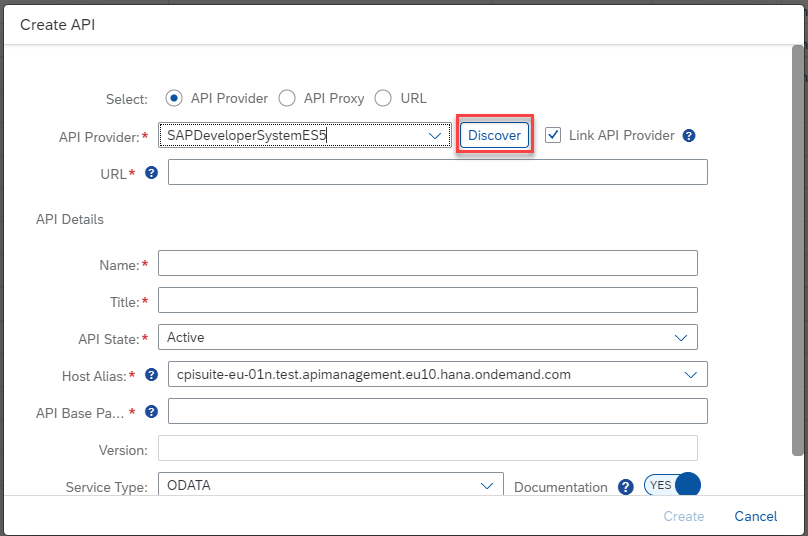 Create API
Select: API Provider API Proxy URL
API Provider:* SAPDeveloperSystemES5 Discover Link API Provider ?
URL* ?
API Details
Name:*
Title:*
API State:* Active
Host Alias:* ? cpisuite-eu-01n.test.apimanagement.eu10.hana.ondemand.com
API Base Pa... * ?
Version:
Service Type: ODATA Documentation ? YES
Create Cancel